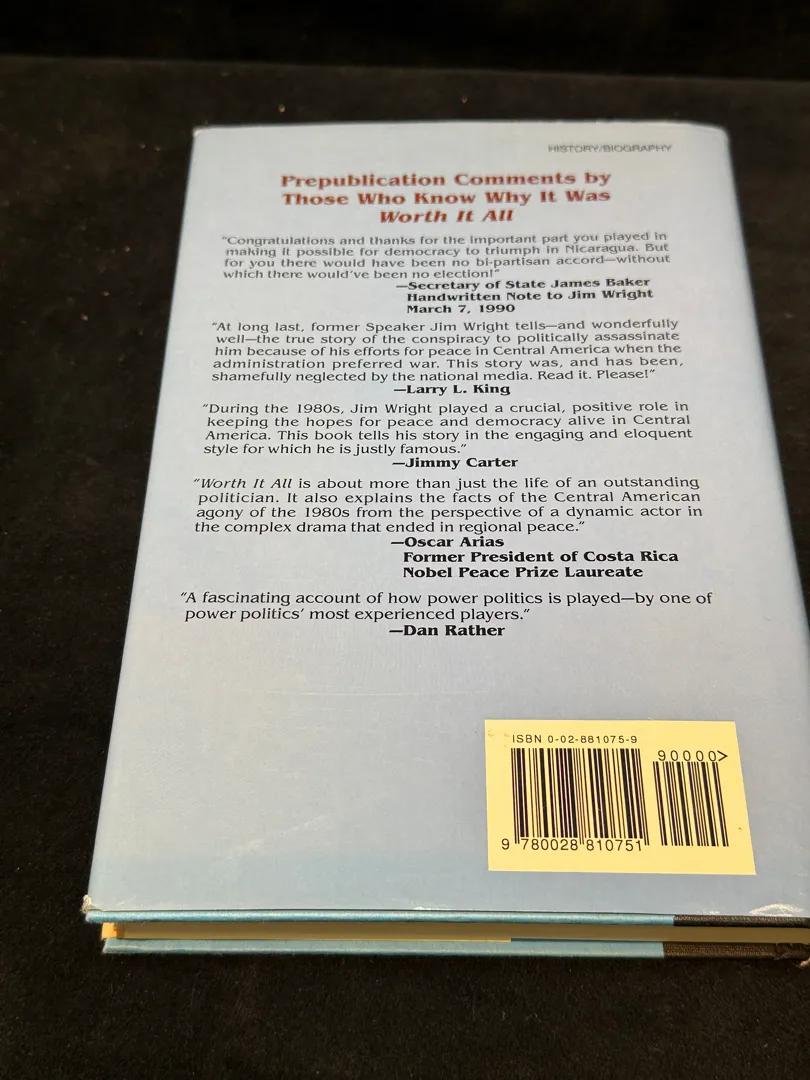 HISTORY/BIOGRAPHY
Prepublication Comments by
Those Who Know Why It Was
Worth It All
"Congratulations and thanks for the important part you played in
making it possible for democracy to triumph in Nicaragua. But
for you there would have been no bi-partisan accord—without
which there would've been no election!"
—Secretary of State James Baker
Handwritten Note to Jim Wright
March 7, 1990
"At long last, former Speaker Jim Wright tells—and wonderfully
well—the true story of the conspiracy to politically assassinate
him because of his efforts for peace in Central America when the
administration preferred war. This story was, and has been,
shamefully neglected by the national media. Read it. Please!"
—Larry L. King
"During the 1980s, Jim Wright played a crucial, positive role in
keeping the hopes for peace and democracy alive in Central
America. This book tells his story in the engaging and eloquent
style for which he is justly famous."
—Jimmy Carter
"Worth It All is about more than just the life of an outstanding
politician. It also explains the facts of the Central American
agony of the 1980s from the perspective of a dynamic actor in
the complex drama that ended in regional peace."
—Oscar Arias
Former President of Costa Rica
Nobel Peace Prize Laureate
"A fascinating account of how power politics is played—by one of
power politics' most experienced players."
—Dan Rather
ISBN 0-02-881075-9
90000>
9 780028 810751